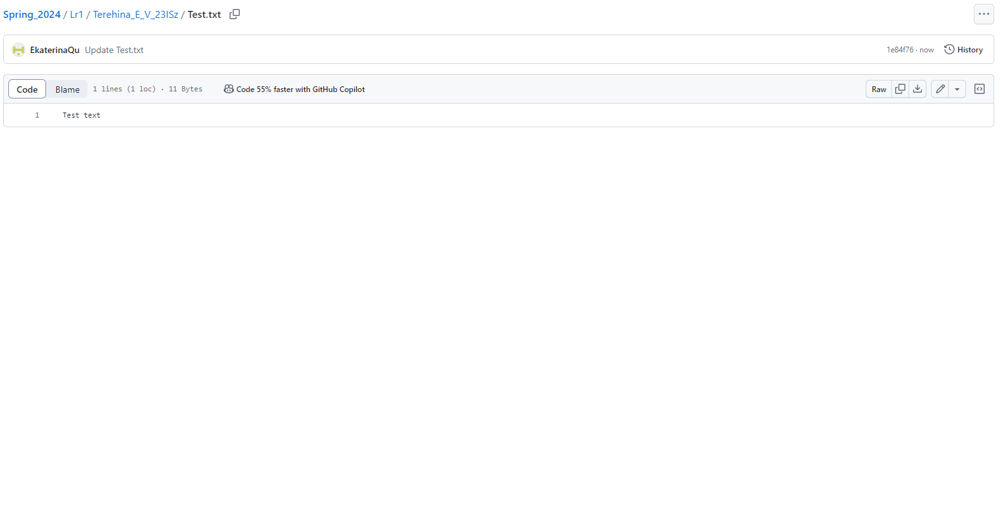 Spring_2024 / Lr1 / Terehina_E_V_23ISz / Test.txt
EkaterinaQu Update Test.txt 1e84f76 · now History
Code Blame 1 lines (1 loc) · 11 Bytes Code 55% faster with GitHub Copilot Raw
1 Test text